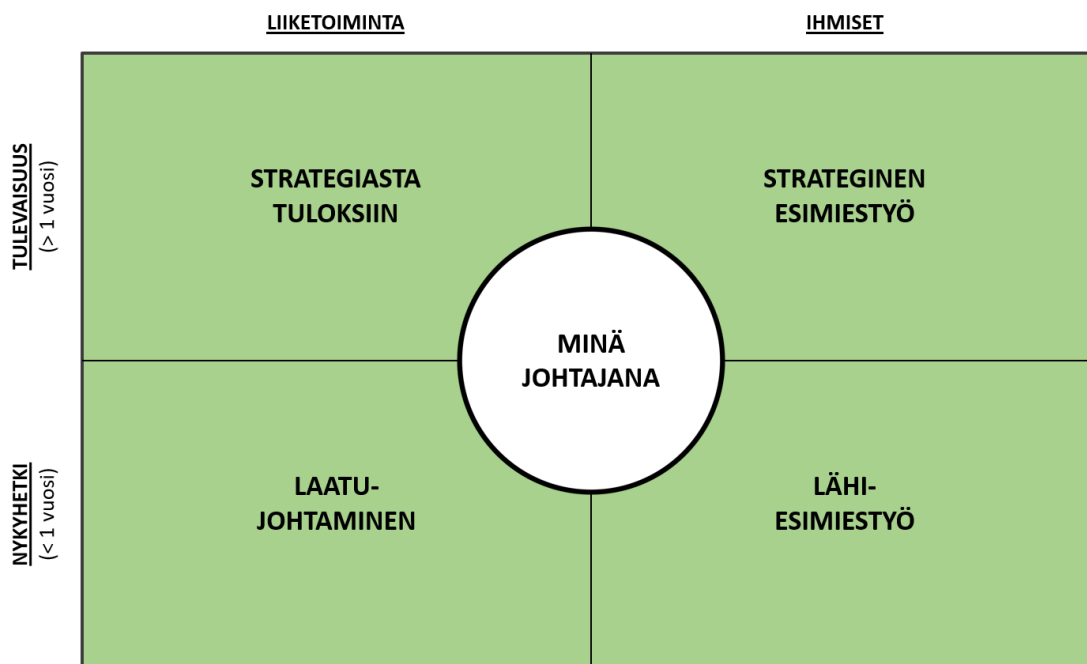 LIIKETOIMINTA
IHMISET
TULEVAISUUS
(> 1 vuosi)
STRATEGIASTA
TULOKSIIN
STRATEGINEN
ESIMIESTYÖ
MINÄ
JOHTAJANA
NYKYHETKI
(< 1 vuosi)
LAATU-
JOHTAMINEN
LÄHI-
ESIMIESTYÖ